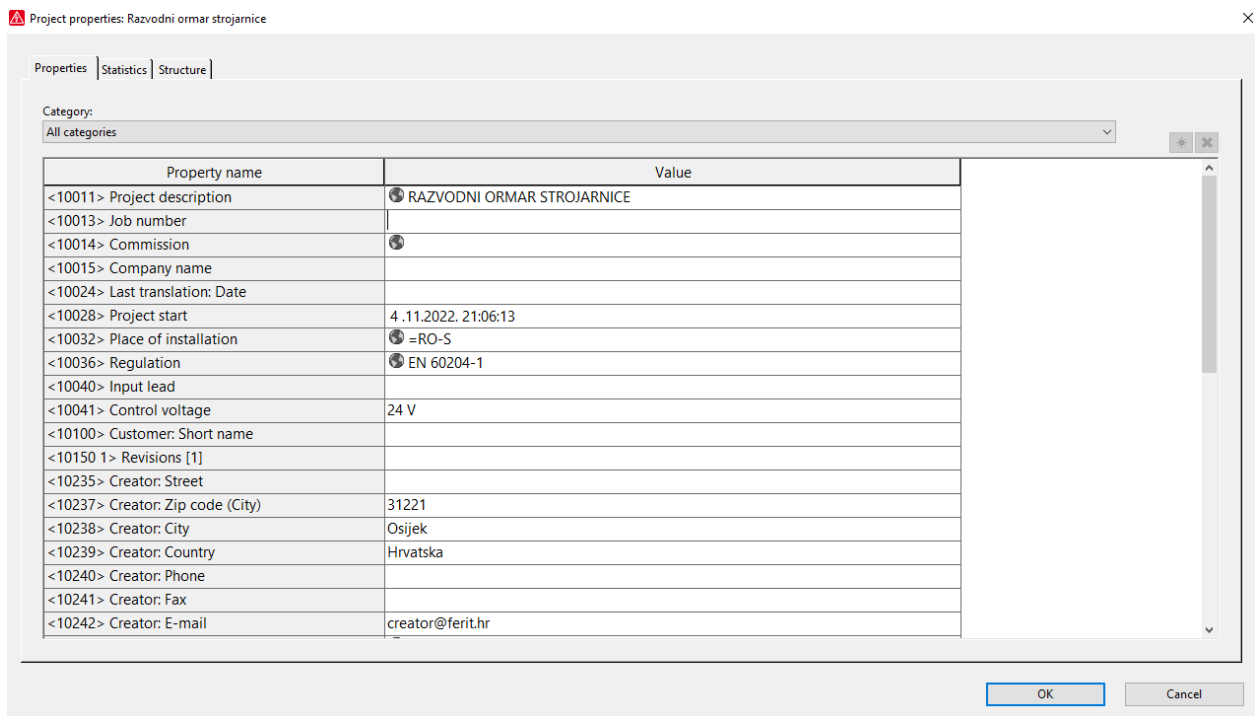 Project properties: Razvodni ormar strojarnice
Properties Statistics Structure
Category:
All categories
Property name Value
<10011> Project description RAZVODNI ORMAR STROJARNICE
<10013> Job number
<10014> Commission
<10015> Company name
<10024> Last translation: Date
<10028> Project start 4 .11.2022. 21:06:13
<10032> Place of installation =RO-S
<10036> Regulation EN 60204-1
<10040> Input lead
<10041> Control voltage 24 V
<10100> Customer: Short name
<10150 1> Revisions [1]
<10235> Creator: Street
<10237> Creator: Zip code (City) 31221
<10238> Creator: City Osijek
<10239> Creator: Country Hrvatska
<10240> Creator: Phone
<10241> Creator: Fax
<10242> Creator: E-mail creator@ferit.hr
OK Cancel